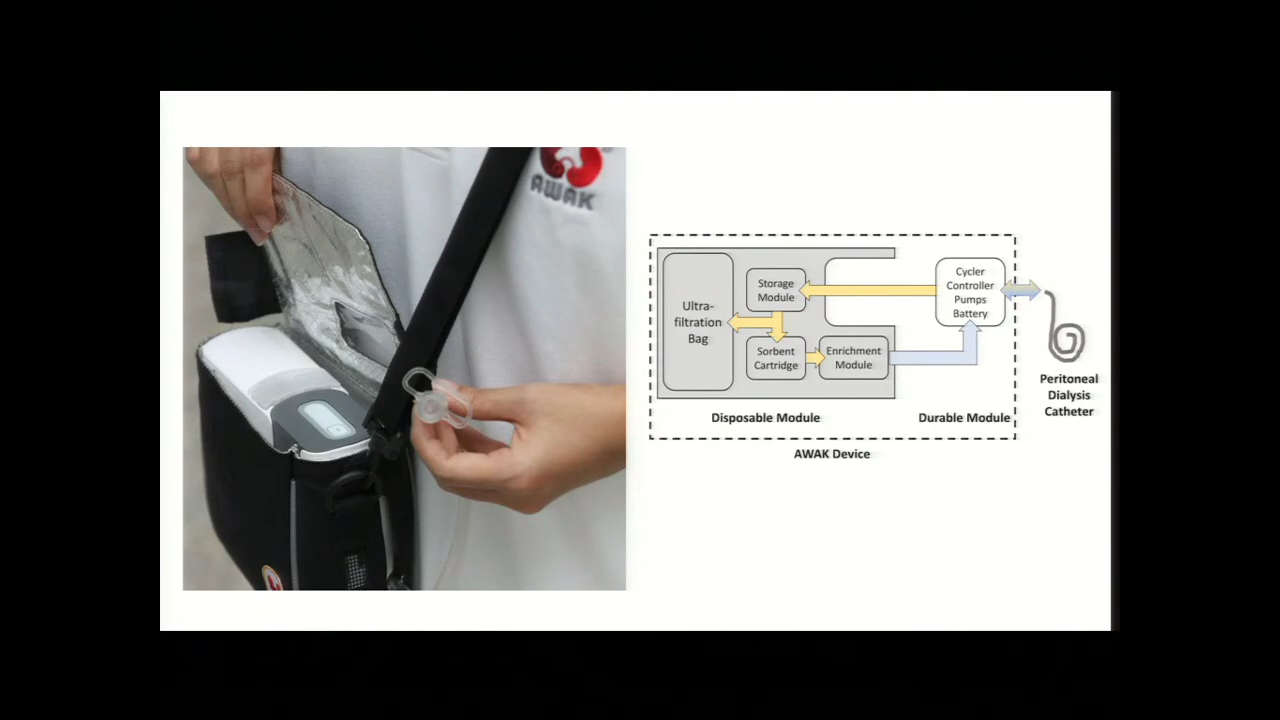 AWAK
Ultra-
filtration
Bag
Storage
Module
Sorbent
Cartridge
Enrichment
Module
Cycler
Controller
Pumps
Battery
Disposable Module
Durable Module
AWAK Device
Peritoneal
Dialysis
Catheter